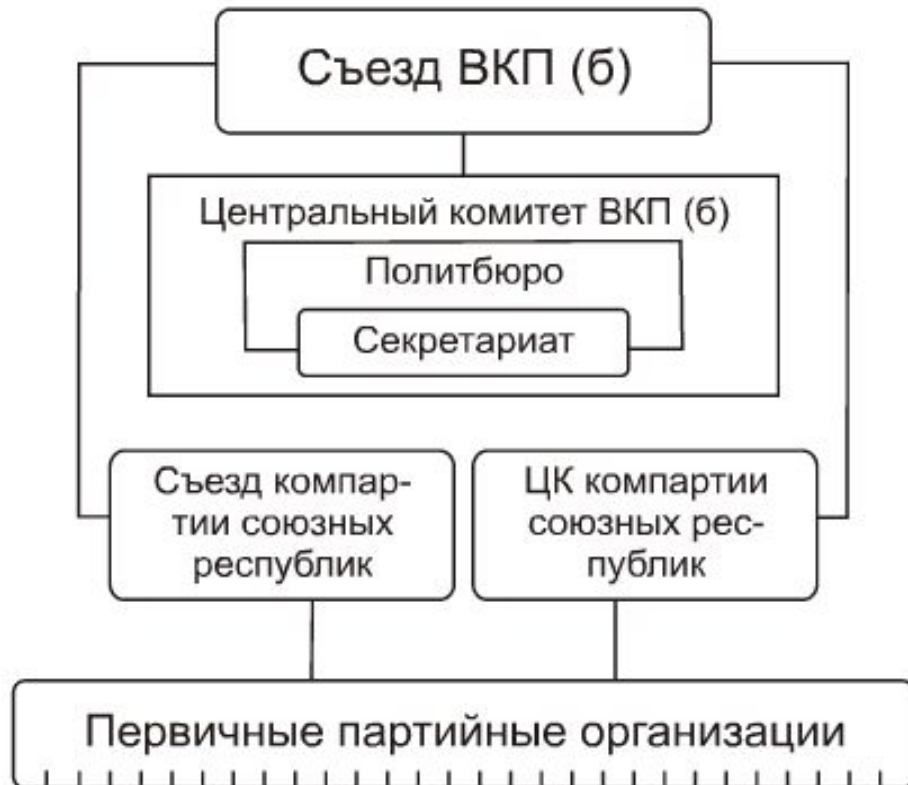 Съезд ВКП (б)
Центральный комитет ВКП (б)
Политбюро
Секретариат
Съезд компар-
тии союзных
республик
ЦК компартии
союзных рес-
публик
Первичные партийные организации